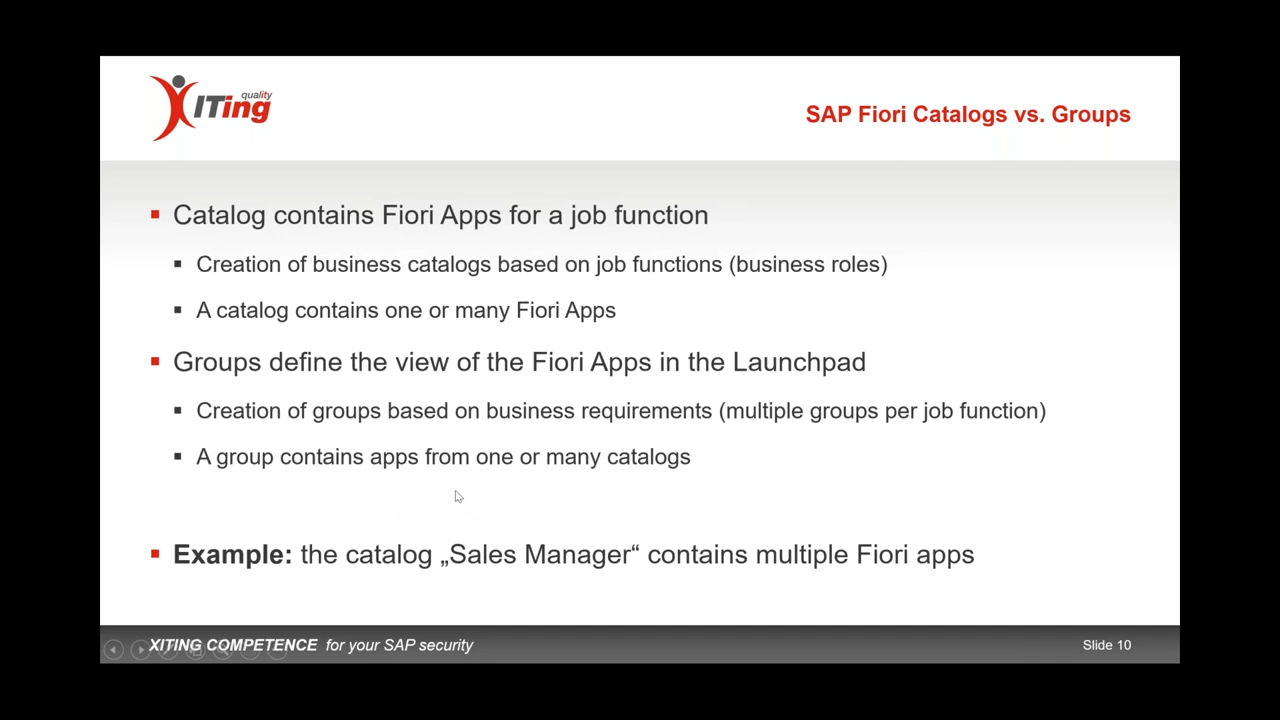 quality
XITing
SAP Fiori Catalogs vs. Groups
Catalog contains Fiori Apps for a job function
Creation of business catalogs based on job functions (business roles)
A catalog contains one or many Fiori Apps
Groups define the view of the Fiori Apps in the Launchpad
Creation of groups based on business requirements (multiple groups per job function)
A group contains apps from one or many catalogs
Example: the catalog „Sales Manager“ contains multiple Fiori apps
XITING COMPETENCE for your SAP security
Slide 10